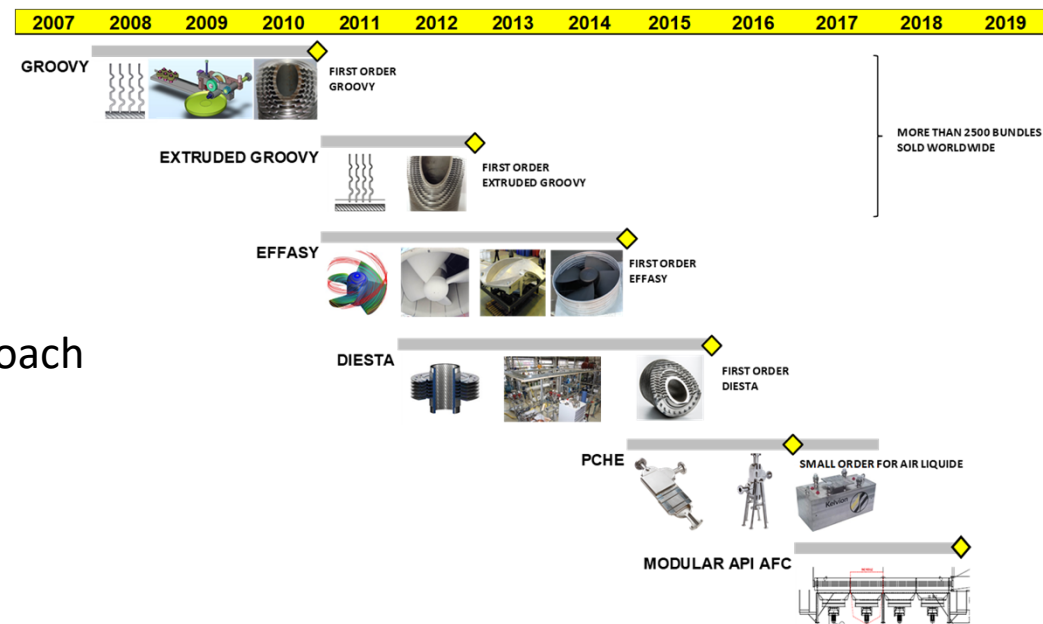 2007 2008 2009 2010 2011 2012 2013 2014 2015 2016 2017 2018 2019
GROOVY
FIRST ORDER
GROOVY
EXTRUDED GROOVY
FIRST ORDER
EXTRUDED GROOVY
MORE THAN 2500 BUNDLES
SOLD WORLDWIDE
EFFASY
FIRST ORDER
EFFASY
oach
DIESTA
FIRST ORDER
DIESTA
PCHE
SMALL ORDER FOR AIR LIQUIDE
Kelvion
MODULAR API AFC